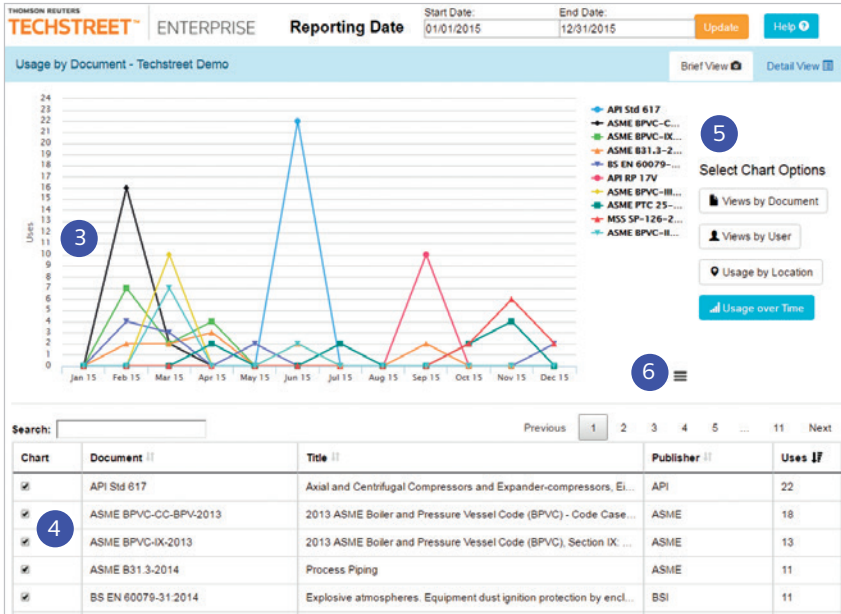 THOMSON REUTERS
TECHSTREET™ ENTERPRISE
Reporting Date
Start Date:
01/01/2015
End Date:
12/31/2015
Update
Help
Usage by Document - Techstreet Demo
Brief View
Detail View
24
23
22
21
20
19
18
17
16
15
14
13
12
11
10
9
8
7
6
5
4
3
2
1
0
Uses
3
Jan 15 Feb 15 Mar 15 Apr 15 May 15 Jun 15 Jul 15 Aug 15 Sep 15 Oct 15 Nov 15 Dec 15
API Std 617
ASME BPVC-C...
ASME BPVC-IX...
ASME B31.3-2...
BS EN 60079-...
API RP 17V
ASME BPVC-III...
ASME PTC 25-...
MSS SP-126-2...
ASME BPVC-II...
5
Select Chart Options
Views by Document
Views by User
Usage by Location
Usage over Time
6
Search:
Previous 1 2 3 4 5 ... 11 Next
Chart Document Title Publisher Uses
API Std 617 Axial and Centrifugal Compressors and Expander-compressors, Ei... API 22
ASME BPVC-CC-BPV-2013 2013 ASME Boiler and Pressure Vessel Code (BPVC) - Code Case... ASME 18
4
ASME BPVC-IX-2013 2013 ASME Boiler and Pressure Vessel Code (BPVC), Section IX: ... ASME 13
ASME B31.3-2014 Process Piping ASME 11
BS EN 60079-31:2014 Explosive atmospheres. Equipment dust ignition protection by encl... BSI 11